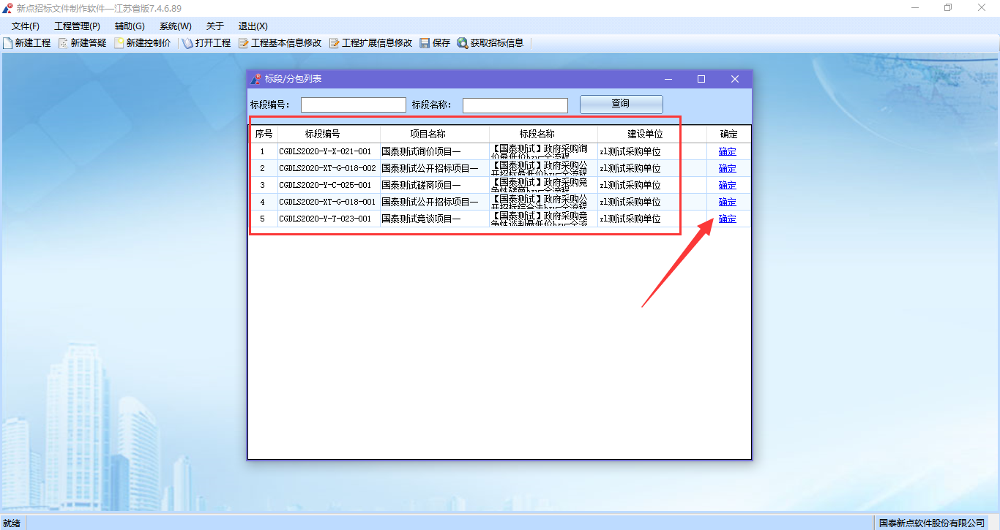 新点招标文件制作软件—江苏省版7.4.6.89
文件(F) 工程管理(P) 辅助(G) 系统(W) 关于 退出(X)
新建工程 新建答疑 新建控制价 打开工程 工程基本信息修改 工程扩展信息修改 保存 获取招标信息
标段/分包列表
标段编号： 标段名称： 查询
序号 标段编号 项目名称 标段名称 建设单位 确定
1 CGDLS2020-Y-X-021-001 国泰测试询价项目一 【国泰测试】政府采购询 zl测试采购单位 确定
2 CGDLS2020-XT-G-018-002 国泰测试公开招标项目一 【国泰测试】政府采购公 zl测试采购单位 确定
3 CGDLS2020-Y-C-025-001 国泰测试磋商项目一 【国泰测试】政府采购竞 zl测试采购单位 确定
4 CGDLS2020-XT-G-018-001 国泰测试公开招标项目一 【国泰测试】政府采购公 zl测试采购单位 确定
5 CGDLS2020-Y-T-023-001 国泰测试竞谈项目一 【国泰测试】政府采购竞 zl测试采购单位 确定
就绪 国泰新点软件股份有限公司